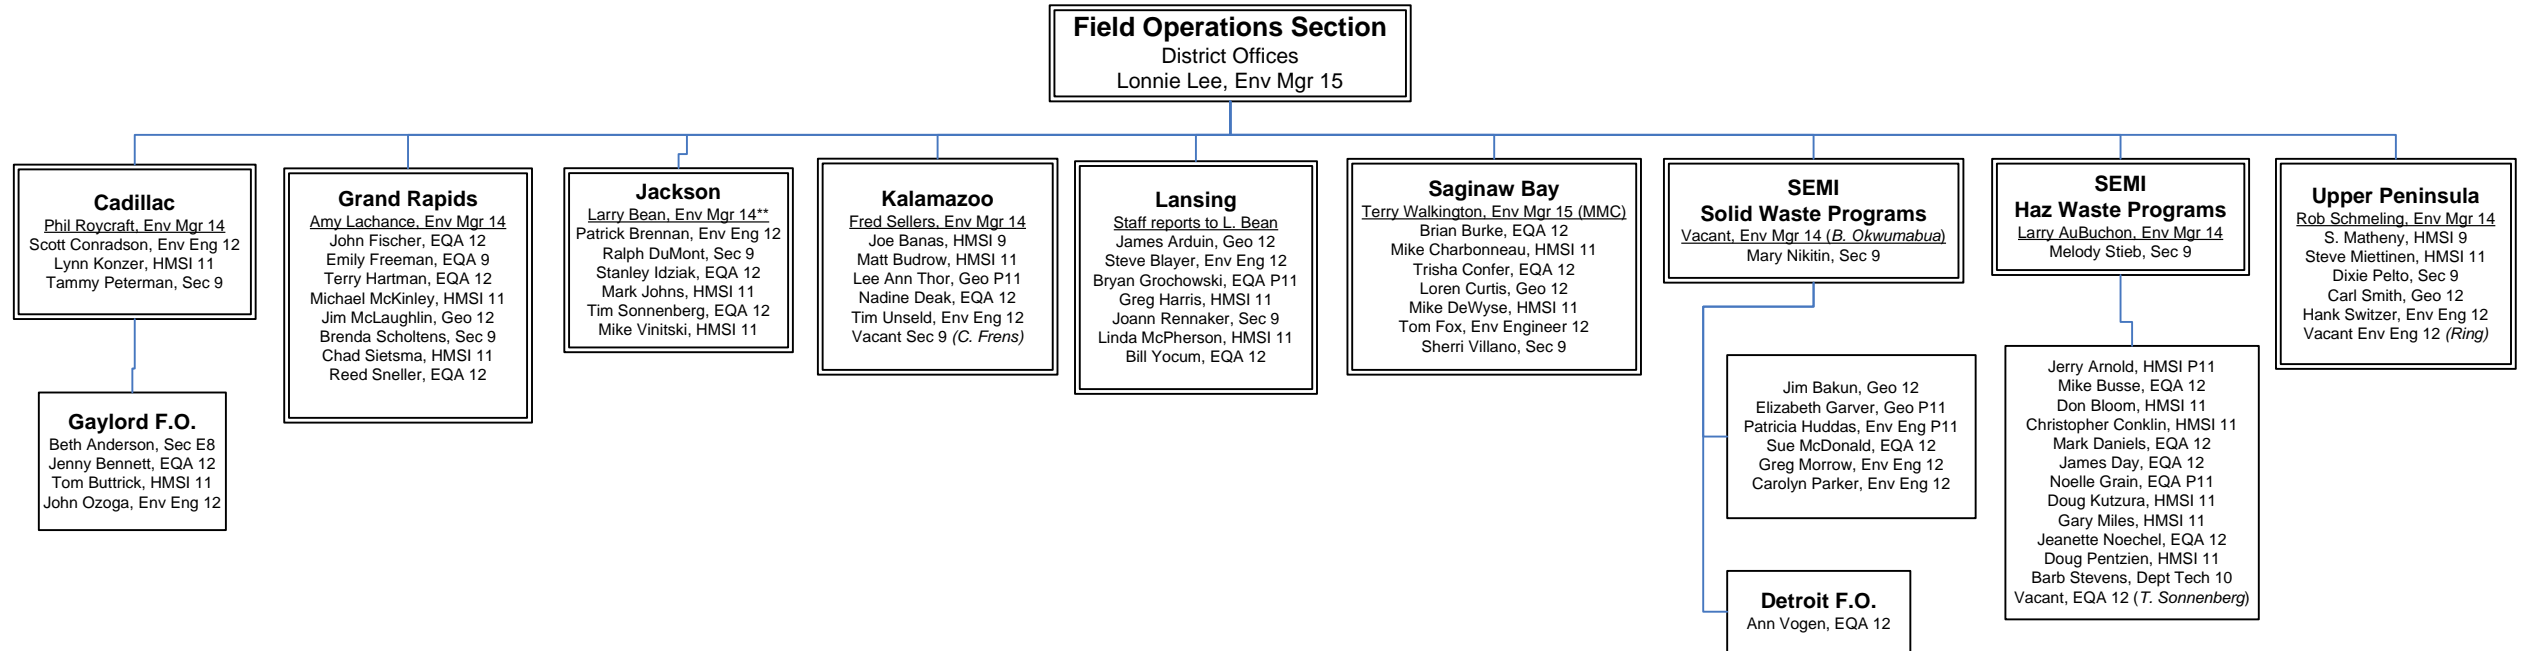 Field Operations Section
District Offices
Lonnie Lee, Env Mgr 15
Cadillac
Phil Roycraft, Env Mgr 14
Scott Conradson, Env Eng 12
Lynn Konzer, HMSI 11
Tammy Peterman, Sec 9
Gaylord F.O.
Beth Anderson, Sec E8
Jenny Bennett, EQA 12
Tom Buttrick, HMSI 11
John Ozoga, Env Eng 12
Grand Rapids
Amy Lachance, Env Mgr 14
John Fischer, EQA 12
Emily Freeman, EQA 9
Terry Hartman, EQA 12
Michael McKinley, HMSI 11
Jim McLaughlin, Geo 12
Brenda Scholtens, Sec 9
Chad Sietsma, HMSI 11
Reed Sneller, EQA 12
Jackson
Larry Bean, Env Mgr 14**
Patrick Brennan, Env Eng 12
Ralph DuMont, Sec 9
Stanley Idziak, EQA 12
Mark Johns, HMSI 11
Tim Sonnenberg, EQA 12
Mike Vinitski, HMSI 11
Kalamazoo
Fred Sellers, Env Mgr 14
Joe Banas, HMSI 9
Matt Budrow, HMSI 11
Lee Ann Thor, Geo P11
Nadine Deak, EQA 12
Tim Unseld, Env Eng 12
Vacant Sec 9 (C. Frens)
Lansing
Staff reports to L. Bean
James Arduin, Geo 12
Steve Blayer, Env Eng 12
Bryan Grochowski, EQA P11
Greg Harris, HMSI 11
Joann Rennaker, Sec 9
Linda McPherson, HMSI 11
Bill Yocum, EQA 12
Saginaw Bay
Terry Walkington, Env Mgr 15 (MMC)
Brian Burke, EQA 12
Mike Charbonneau, HMSI 11
Trisha Confer, EQA 12
Loren Curtis, Geo 12
Mike DeWyse, HMSI 11
Tom Fox, Env Engineer 12
Sherri Villano, Sec 9
SEMI
Solid Waste Programs
Vacant, Env Mgr 14 (B. Okwumabua)
Mary Nikitin, Sec 9
Jim Bakun, Geo 12
Elizabeth Garver, Geo P11
Patricia Huddas, Env Eng P11
Sue McDonald, EQA 12
Greg Morrow, Env Eng 12
Carolyn Parker, Env Eng 12
Detroit F.O.
Ann Vogen, EQA 12
SEMI
Haz Waste Programs
Larry AuBuchon, Env Mgr 14
Melody Stieb, Sec 9
Jerry Arnold, HMSI P11
Mike Busse, EQA 12
Don Bloom, HMSI 11
Christopher Conklin, HMSI 11
Mark Daniels, EQA 12
James Day, EQA 12
Noelle Grain, EQA P11
Doug Kutzura, HMSI 11
Gary Miles, HMSI 11
Jeanette Noechel, EQA 12
Doug Pentzien, HMSI 11
Barb Stevens, Dept Tech 10
Vacant, EQA 12 (T. Sonnenberg)
Upper Peninsula
Rob Schmeling, Env Mgr 14
S. Matheny, HMSI 9
Steve Miettinen, HMSI 11
Dixie Pelto, Sec 9
Carl Smith, Geo 12
Hank Switzer, Env Eng 12
Vacant Env Eng 12 (Ring)